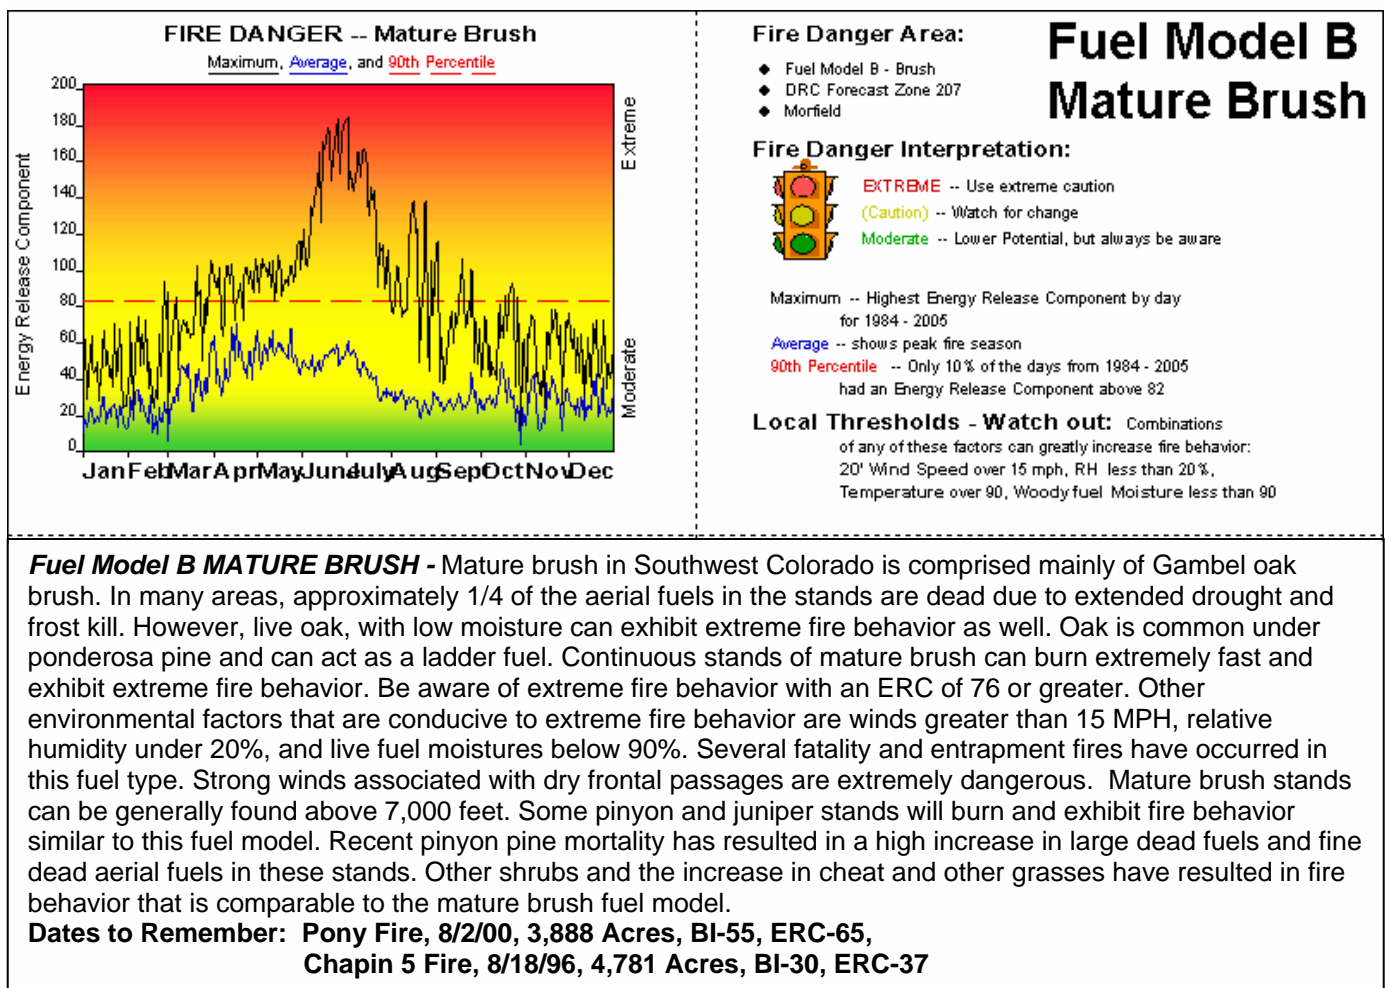 FIRE DANGER -- Mature Brush
Maximum, Average, and 90th Percentile
200
180
160
140
120
100
80
60
40
20
0
Energy Release Component
Extreme
Moderate
Jan Feb Mar Apr May June July Aug Sept Oct Nov Dec
Fire Danger Area:
◆ Fuel Model B - Brush
◆ DRC Forecast Zone 207
◆ Morfield
Fuel Model B
Mature Brush
Fire Danger Interpretation:
EXTREME -- Use extreme caution
(Caution) -- Watch for change
Moderate -- Lower Potential, but always be aware
Maximum -- Highest Energy Release Component by day
for 1984 - 2005
Average -- shows peak fire season
90th Percentile -- Only 10% of the days from 1984 - 2005
had an Energy Release Component above 82
Local Thresholds - Watch out: Combinations
of any of these factors can greatly increase fire behavior:
20' Wind Speed over 15 mph, RH less than 20%,
Temperature over 90, Woody fuel Moisture less than 90
Fuel Model B MATURE BRUSH - Mature brush in Southwest Colorado is comprised mainly of Gambel oak
brush. In many areas, approximately 1/4 of the aerial fuels in the stands are dead due to extended drought and
frost kill. However, live oak, with low moisture can exhibit extreme fire behavior as well. Oak is common under
ponderosa pine and can act as a ladder fuel. Continuous stands of mature brush can burn extremely fast and
exhibit extreme fire behavior. Be aware of extreme fire behavior with an ERC of 76 or greater. Other
environmental factors that are conducive to extreme fire behavior are winds greater than 15 MPH, relative
humidity under 20%, and live fuel moistures below 90%. Several fatality and entrapment fires have occurred in
this fuel type. Strong winds associated with dry frontal passages are extremely dangerous. Mature brush stands
can be generally found above 7,000 feet. Some pinyon and juniper stands will burn and exhibit fire behavior
similar to this fuel model. Recent pinyon pine mortality has resulted in a high increase in large dead fuels and fine
dead aerial fuels in these stands. Other shrubs and the increase in cheat and other grasses have resulted in fire
behavior that is comparable to the mature brush fuel model.
Dates to Remember: Pony Fire, 8/2/00, 3,888 Acres, BI-55, ERC-65,
Chapin 5 Fire, 8/18/96, 4,781 Acres, BI-30, ERC-37